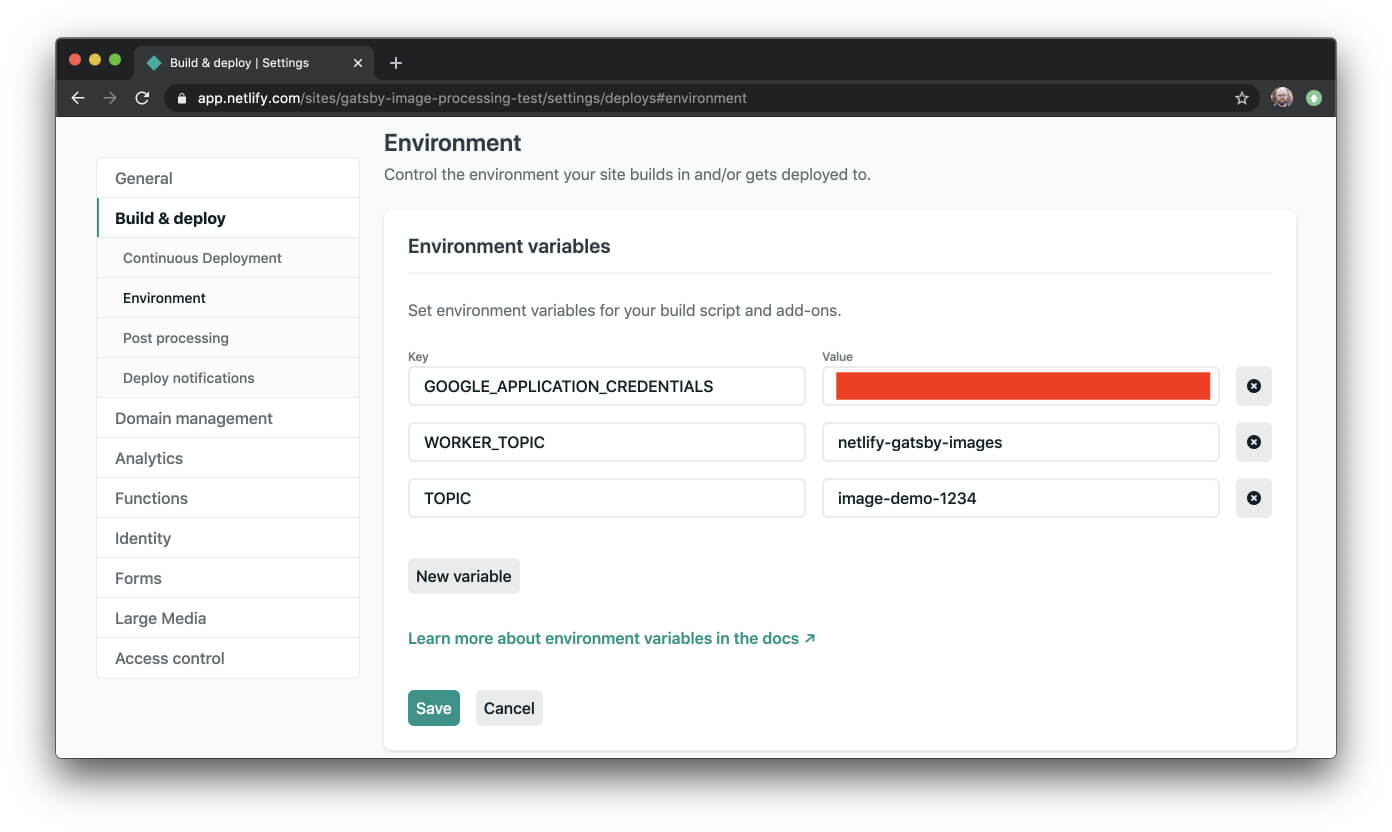 Build & deploy | Settings
app.netlify.com/sites/gatsby-image-processing-test/settings/deploys#environment
General
Build & deploy
Continuous Deployment
Environment
Post processing
Deploy notifications
Domain management
Analytics
Functions
Identity
Forms
Large Media
Access control
Environment
Control the environment your site builds in and/or gets deployed to.
Environment variables
Set environment variables for your build script and add-ons.
Key Value
GOOGLE_APPLICATION_CREDENTIALS
WORKER_TOPIC netlify-gatsby-images
TOPIC image-demo-1234
New variable
Learn more about environment variables in the docs ↗
Save Cancel